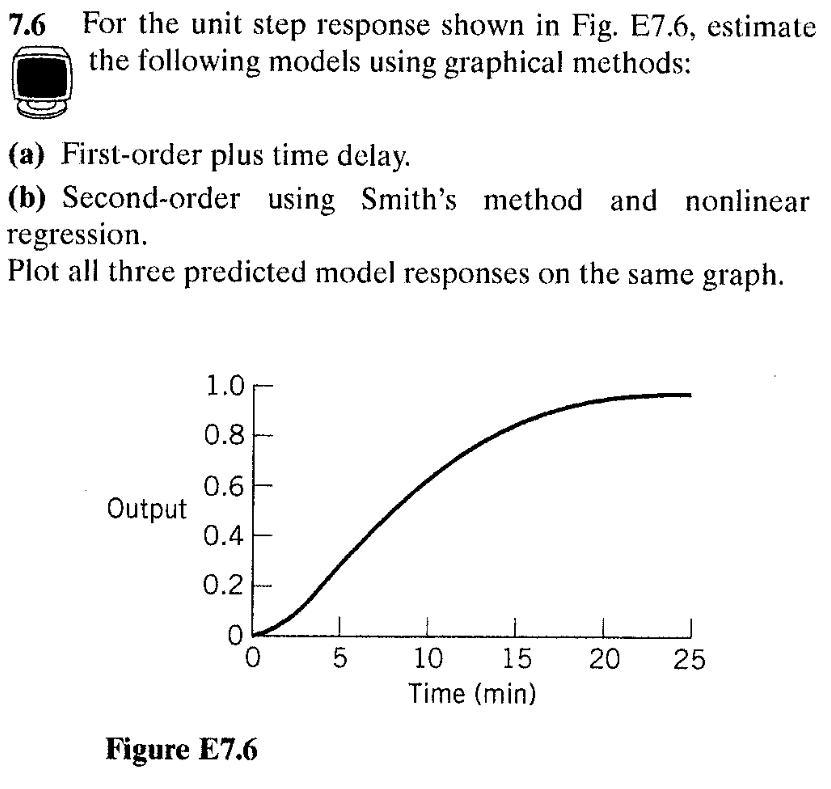 7.6 For the unit step response shown in Fig. E7.6, estimate
the following models using graphical methods:
(a) First-order plus time delay.
(b) Second-order using Smith's method and nonlinear
regression.
Plot all three predicted model responses on the same graph.
1.0
0.8
0.6
Output
0.4
0.2
0
0 5 10 15 20 25
Time (min)
Figure E7.6